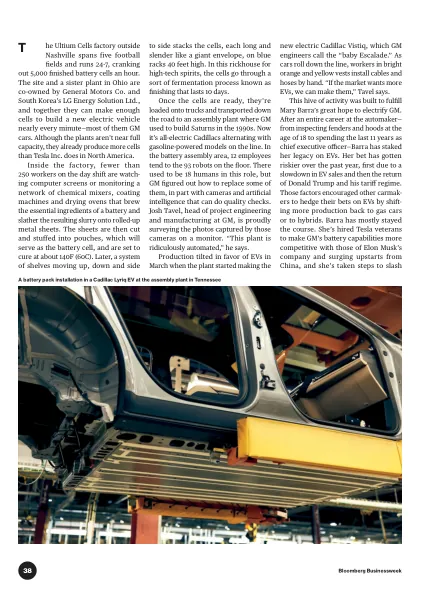 The Ultium Cells factory outside
Nashville spans five football
fields and runs 24-7, cranking
out 5,000 finished battery cells an hour.
The site and a sister plant in Ohio are
co-owned by General Motors Co. and
South Korea's LG Energy Solution Ltd.,
and together they can make enough
cells to build a new electric vehicle
nearly every minute—most of them GM
cars. Although the plants aren't near full
capacity, they already produce more cells
than Tesla Inc. does in North America.
Inside the factory, fewer than
250 workers on the day shift are watch-
ing computer screens or monitoring a
network of chemical mixers, coating
machines and drying ovens that brew
the essential ingredients of a battery and
slather the resulting slurry onto rolled-up
metal sheets. The sheets are then cut
and stuffed into pouches, which will
serve as the battery cell, and are set to
cure at about 140F (60C). Later, a system
of shelves moving up, down and side
to side stacks the cells, each long and
slender like a giant envelope, on blue
racks 40 feet high. In this rickhouse for
high-tech spirits, the cells go through a
sort of fermentation process known as
finishing that lasts to days.
Once the cells are ready, they're
loaded onto trucks and transported down
the road to an assembly plant where GM
used to build Saturns in the 1990s. Now
it's all-electric Cadillacs alternating with
gasoline-powered models on the line. In
the battery assembly area, 12 employees
tend to the 93 robots on the floor. There
used to be 18 humans in this role, but
GM figured out how to replace some of
them, in part with cameras and artificial
intelligence that can do quality checks.
Josh Tavel, head of project engineering
and manufacturing at GM, is proudly
surveying the photos captured by those
cameras on a monitor. "This plant is
ridiculously automated," he says.
Production tilted in favor of EVs in
March when the plant started making the
new electric Cadillac Vistiq, which GM
engineers call the "baby Escalade." As
cars roll down the line, workers in bright
orange and yellow vests install cables and
hoses by hand. "If the market wants more
EVs, we can make them," Tavel says.
This hive of activity was built to fulfill
Mary Barra's great hope to electrify GM.
After an entire career at the automaker—
from inspecting fenders and hoods at the
age of 18 to spending the last 11 years as
chief executive officer—Barra has staked
her legacy on EVs. Her bet has gotten
riskier over the past year, first due to a
slowdown in EV sales and then the return
of Donald Trump and his tariff regime.
Those factors encouraged other carmak-
ers to hedge their bets on EVs by shift-
ing more production back to gas cars
or to hybrids. Barra has mostly stayed
the course. She's hired Tesla veterans
to make GM's battery capabilities more
competitive with those of Elon Musk's
company and surging upstarts from
China, and she's taken steps to slash
A battery pack installation in a Cadillac Lyriq EV at the assembly plant in Tennessee
38
Bloomberg Businessweek